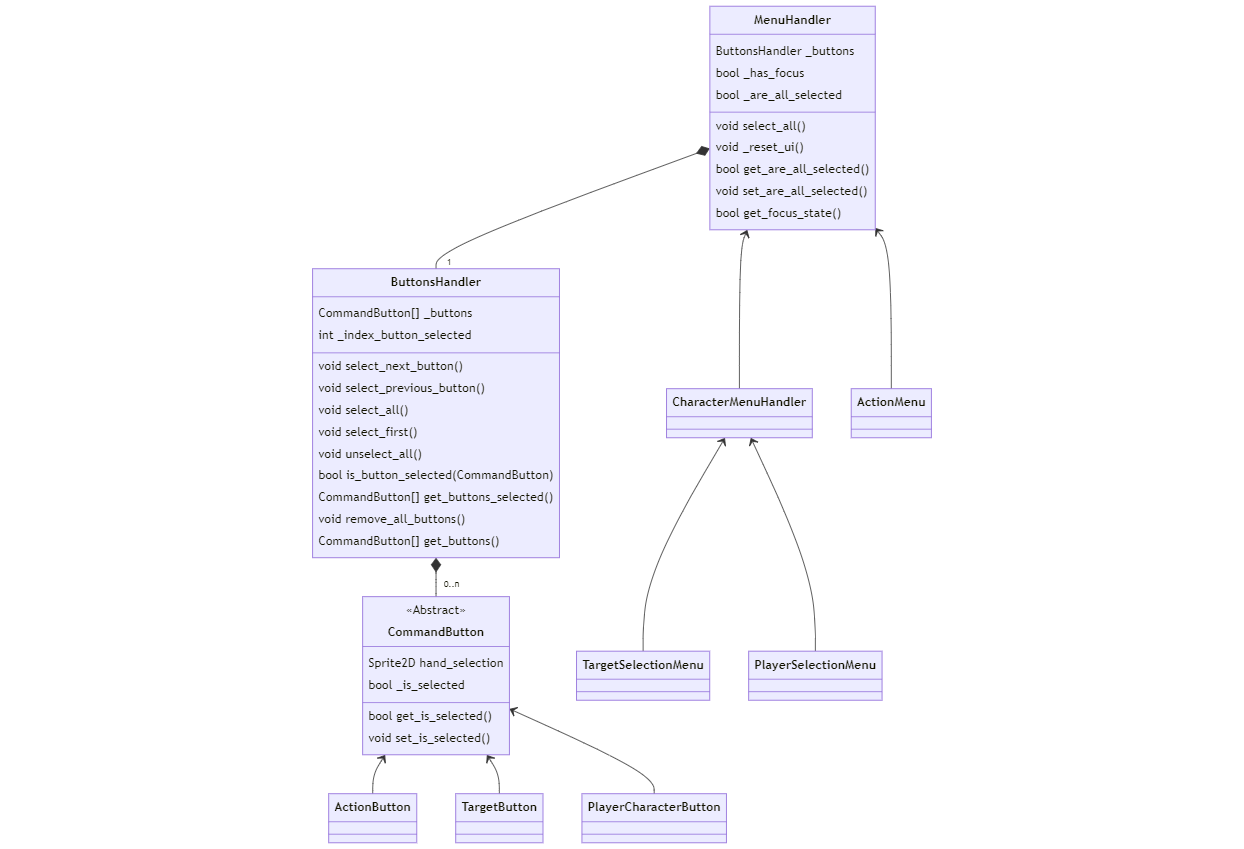 MenuHandler
ButtonsHandler _buttons
bool _has_focus
bool _are_all_selected
void select_all()
void _reset_ui()
bool get_are_all_selected()
void set_are_all_selected()
bool get_focus_state()
1
ButtonsHandler
CommandButton[] _buttons
int _index_button_selected
void select_next_button()
void select_previous_button()
void select_all()
void select_first()
void unselect_all()
bool is_button_selected(CommandButton)
CommandButton[] get_buttons_selected()
void remove_all_buttons()
CommandButton[] get_buttons()
CharacterMenuHandler
ActionMenu
0..n
«Abstract»
CommandButton
Sprite2D hand_selection
bool _is_selected
bool get_is_selected()
void set_is_selected()
TargetSelectionMenu
PlayerSelectionMenu
ActionButton
TargetButton
PlayerCharacterButton